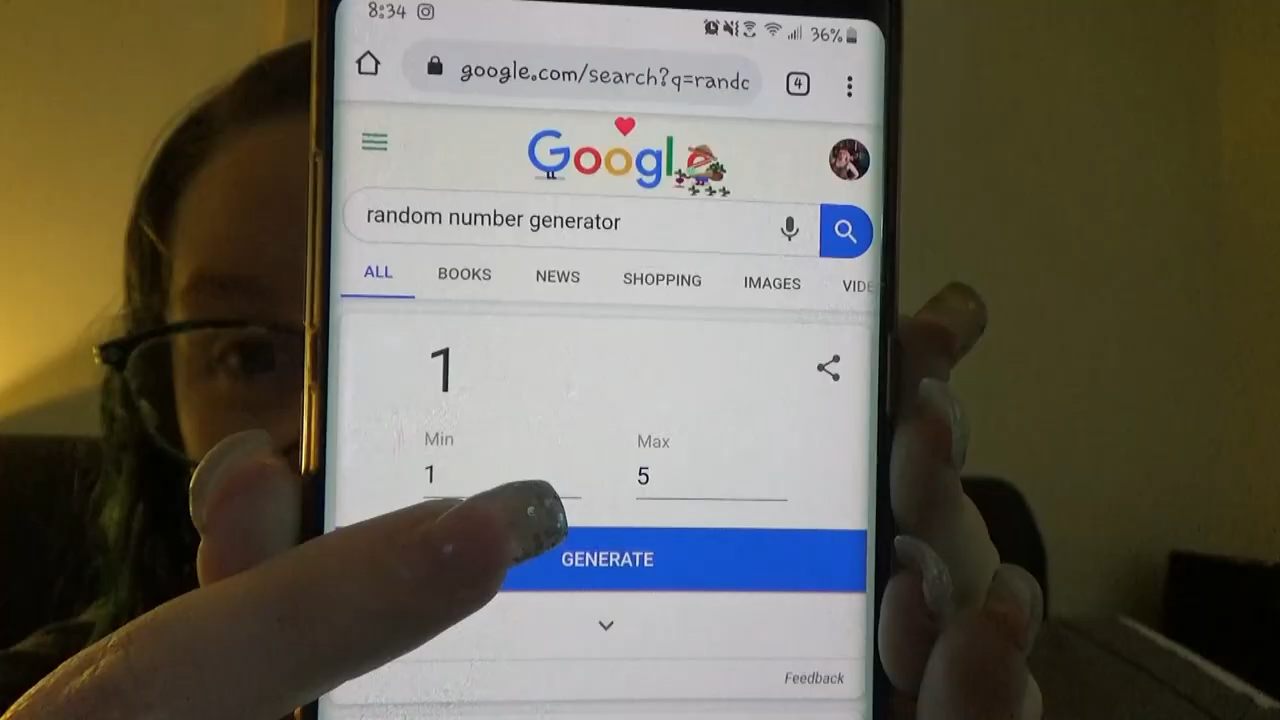 8:34 36%
google.com/search?q=randc
4
Google
random number generator
ALL BOOKS NEWS SHOPPING IMAGES VIDE
1
Min Max
1 5
GENERATE
Feedback